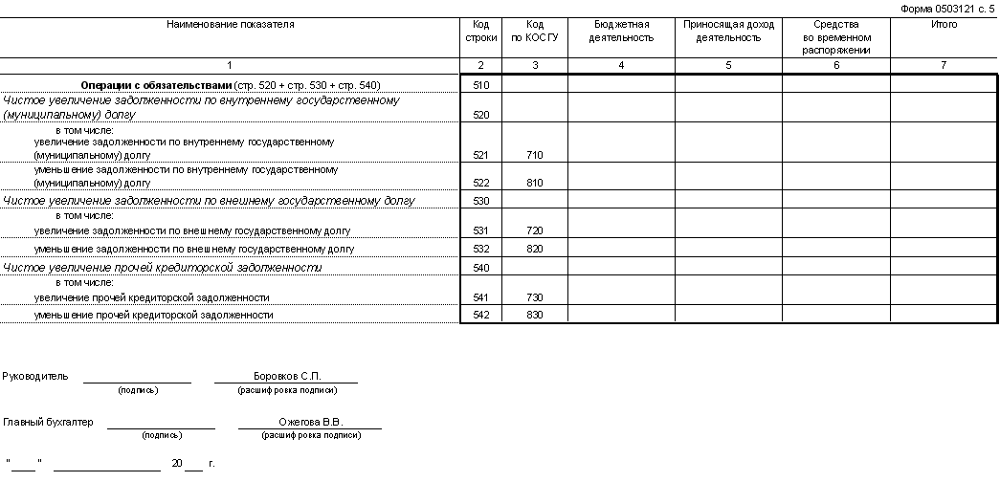 Форма 0503121 с. 5
Наименование показателя Код строки Код по КОСГУ Бюджетная деятельность Приносящая доход деятельность Средства во временном распоряжении Итого
1 2 3 4 5 6 7
Операции с обязательствами (стр. 520 + стр. 530 + стр. 540) 510
Чистое увеличение задолженности по внутреннему государственному
(муниципальному) долгу 520
в том числе:
увеличение задолженности по внутреннему государственному
(муниципальному) долгу 521 710
уменьшение задолженности по внутреннему государственному
(муниципальному) долгу 522 810
Чистое увеличение задолженности по внешнему государственному долгу 530
в том числе:
увеличение задолженности по внешнему государственному долгу 531 720
уменьшение задолженности по внешнему государственному долгу 532 820
Чистое увеличение прочей кредиторской задолженности 540
в том числе:
увеличение прочей кредиторской задолженности 541 730
уменьшение прочей кредиторской задолженности 542 830
Руководитель Боровков С.П.
(подпись) (расшифровка подписи)
Главный бухгалтер Ожегова В.В.
(подпись) (расшифровка подписи)
"____ " ____________________ 20 ___ г.